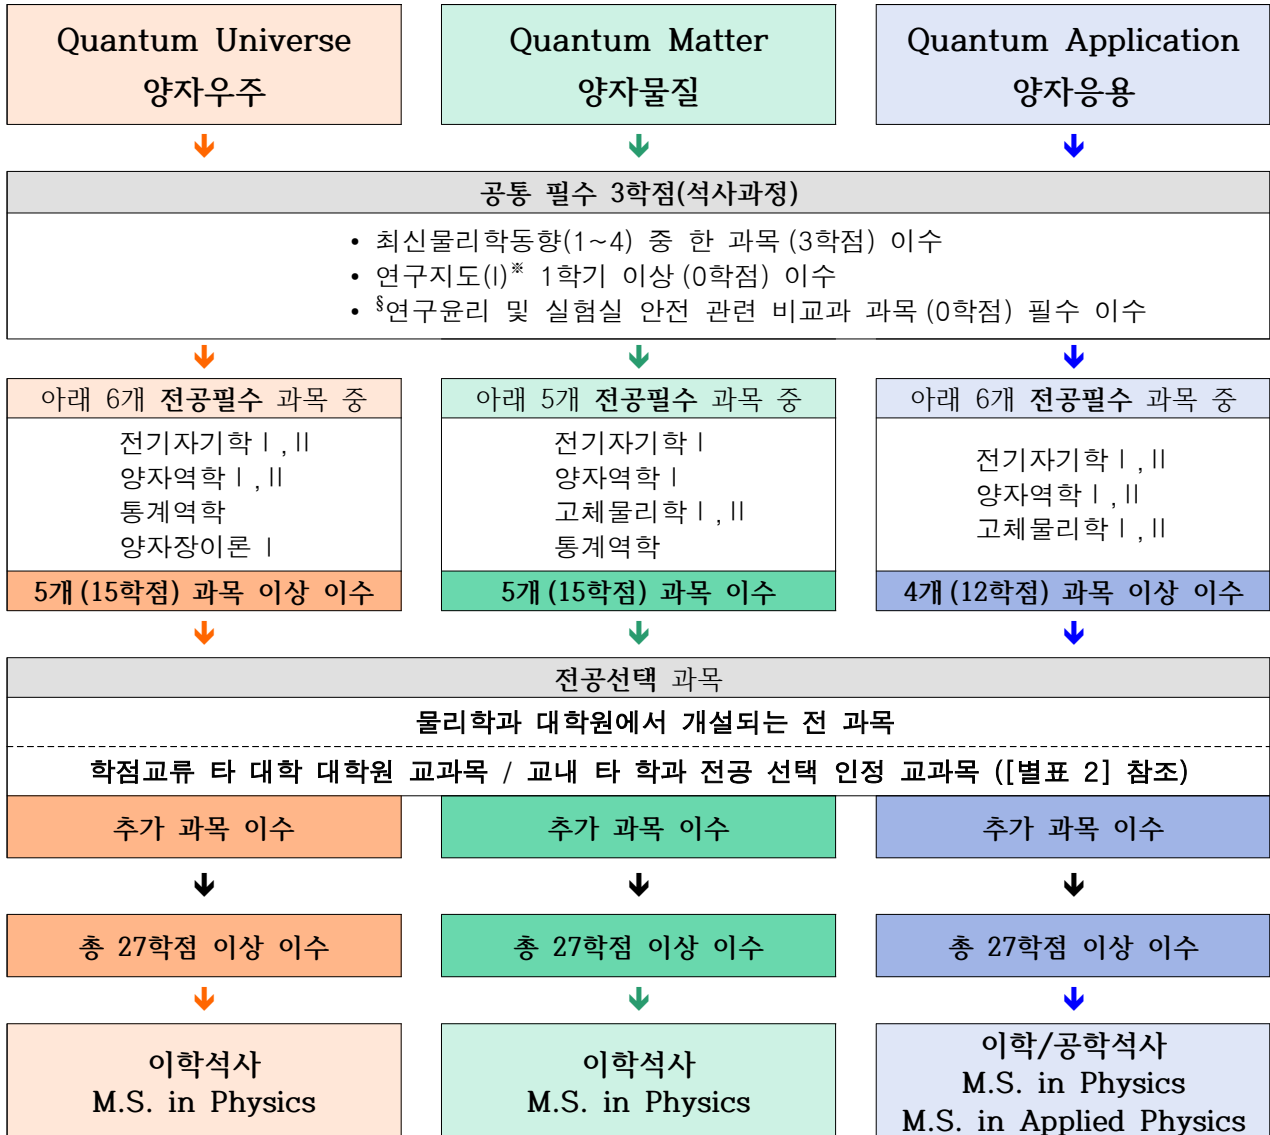 Quantum Universe
양자우주
Quantum Matter
양자물질
Quantum Application
양자응용
공통 필수 3학점(석사과정)
• 최신물리학동향(1~4) 중 한 과목(3학점) 이수
• 연구지도(Ⅰ)※ 1학기 이상(0학점) 이수
• §연구윤리 및 실험실 안전 관련 비교과 과목(0학점) 필수 이수
아래 6개 전공필수 과목 중
전기자기학Ⅰ,Ⅱ
양자역학Ⅰ,Ⅱ
통계역학
양자장이론 Ⅰ
5개(15학점) 과목 이상 이수
아래 5개 전공필수 과목 중
전기자기학Ⅰ
양자역학Ⅰ
고체물리학Ⅰ,Ⅱ
통계역학
5개(15학점) 과목 이수
아래 6개 전공필수 과목 중
전기자기학Ⅰ,Ⅱ
양자역학Ⅰ,Ⅱ
고체물리학Ⅰ,Ⅱ
4개(12학점) 과목 이상 이수
전공선택 과목
물리학과 대학원에서 개설되는 전 과목
학점교류 타 대학 대학원 교과목 / 교내 타 학과 전공 선택 인정 교과목 ([별표 2] 참조)
추가 과목 이수
추가 과목 이수
추가 과목 이수
총 27학점 이상 이수
총 27학점 이상 이수
총 27학점 이상 이수
이학석사
M.S. in Physics
이학석사
M.S. in Physics
이학/공학석사
M.S. in Physics
M.S. in Applied Physics